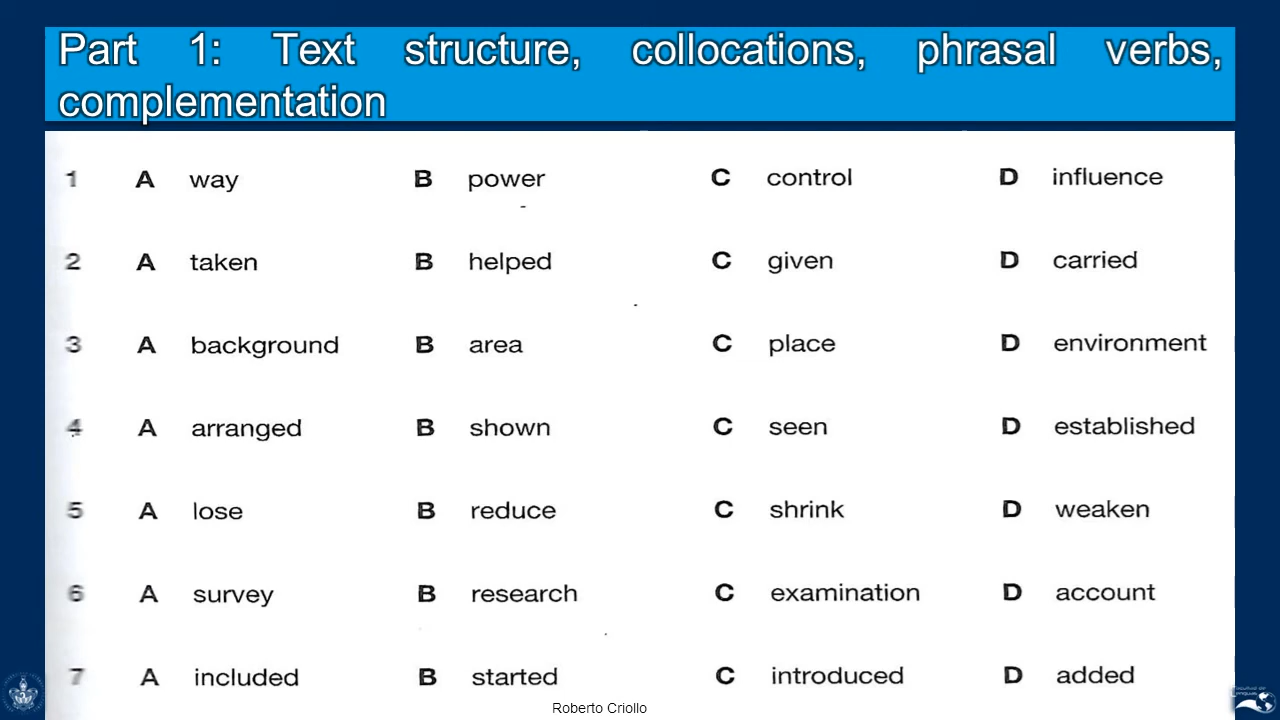 Part 1: Text structure, collocations, phrasal verbs,
complementation
1 A way B power C control D influence
2 A taken B helped C given D carried
3 A background B area C place D environment
4 A arranged B shown C seen D established
5 A lose B reduce C shrink D weaken
6 A survey B research C examination D account
7 A included B started C introduced D added
Roberto Criollo